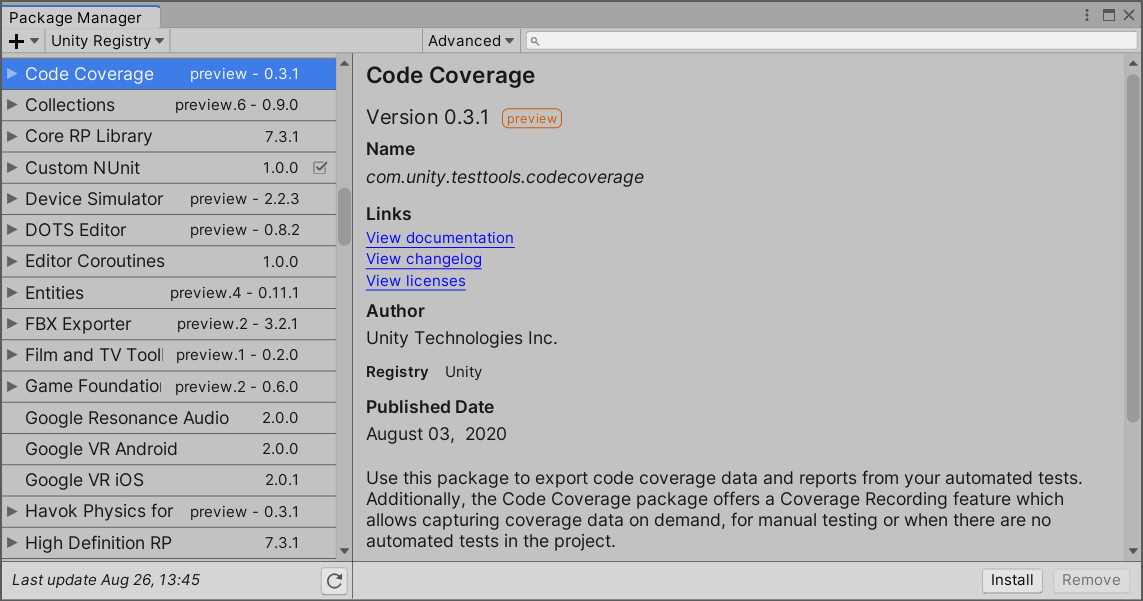 Package Manager
Unity Registry
Advanced
Code Coverage preview - 0.3.1
Collections preview.6 - 0.9.0
Core RP Library 7.3.1
Custom NUnit 1.0.0
Device Simulator preview - 2.2.3
DOTS Editor preview - 0.8.2
Editor Coroutines 1.0.0
Entities preview.4 - 0.11.1
FBX Exporter preview.2 - 3.2.1
Film and TV Tool preview.1 - 0.2.0
Game Foundatio preview.2 - 0.6.0
Google Resonance Audio 2.0.0
Google VR Android 2.0.0
Google VR iOS 2.0.1
Havok Physics for preview - 0.3.1
High Definition RP 7.3.1
Last update Aug 26, 13:45
Code Coverage
Version 0.3.1 preview
Name
com.unity.testtools.codecoverage
Links
View documentation
View changelog
View licenses
Author
Unity Technologies Inc.
Registry Unity
Published Date
August 03, 2020
Use this package to export code coverage data and reports from your automated tests.
Additionally, the Code Coverage package offers a Coverage Recording feature which
allows capturing coverage data on demand, for manual testing or when there are no
automated tests in the project.
Install Remove